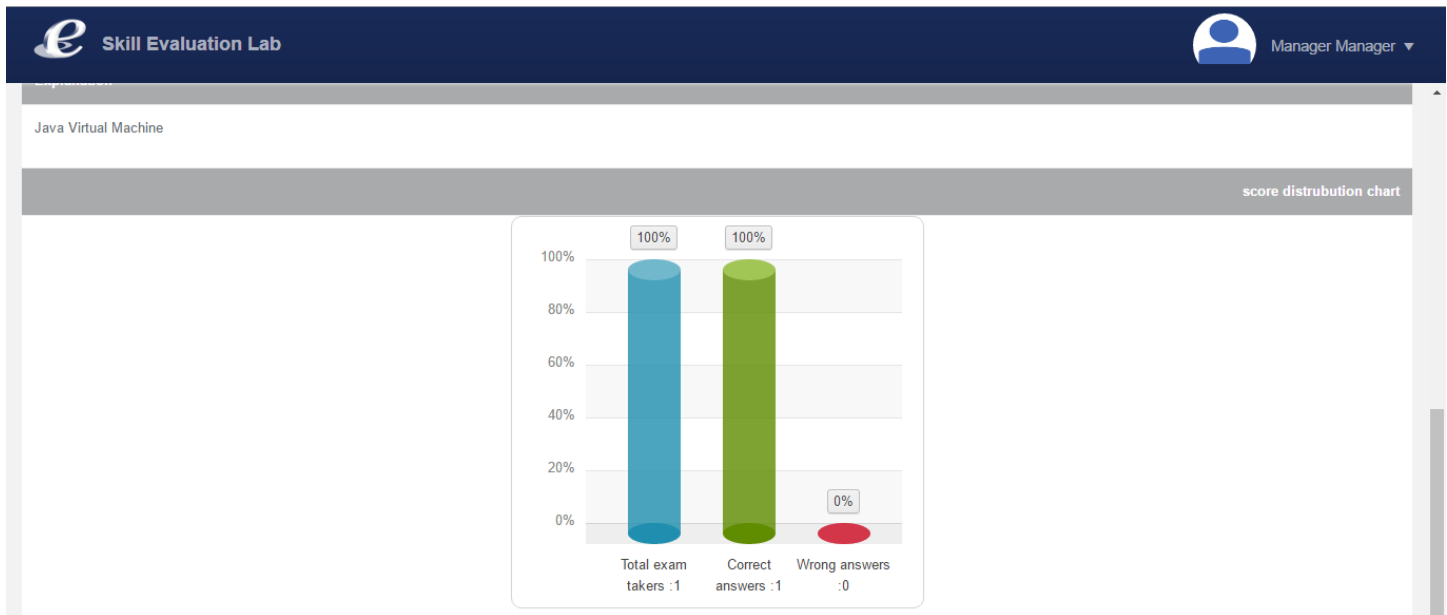 Skill Evaluation Lab
Manager Manager ▼
Java Virtual Machine
score distrubution chart
100%
100%
100%
80%
60%
40%
20%
0%
0%
Total exam
takers :1
Correct
answers :1
Wrong answers
:0